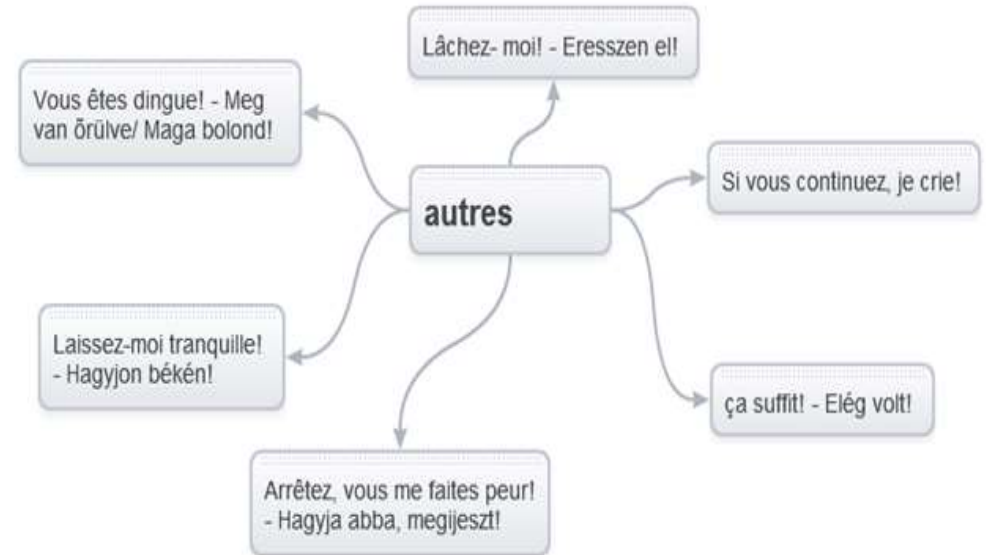 Lâchez- moi! - Eresszen el!
Vous êtes dingue! - Meg
van õrülve/ Maga bolond!
Si vous continuez, je crie!
autres
Laissez-moi tranquille!
- Hagyjon békén!
ça suffit! - Elég volt!
Arrêtez, vous me faites peur!
- Hagyja abba, megijeszt!